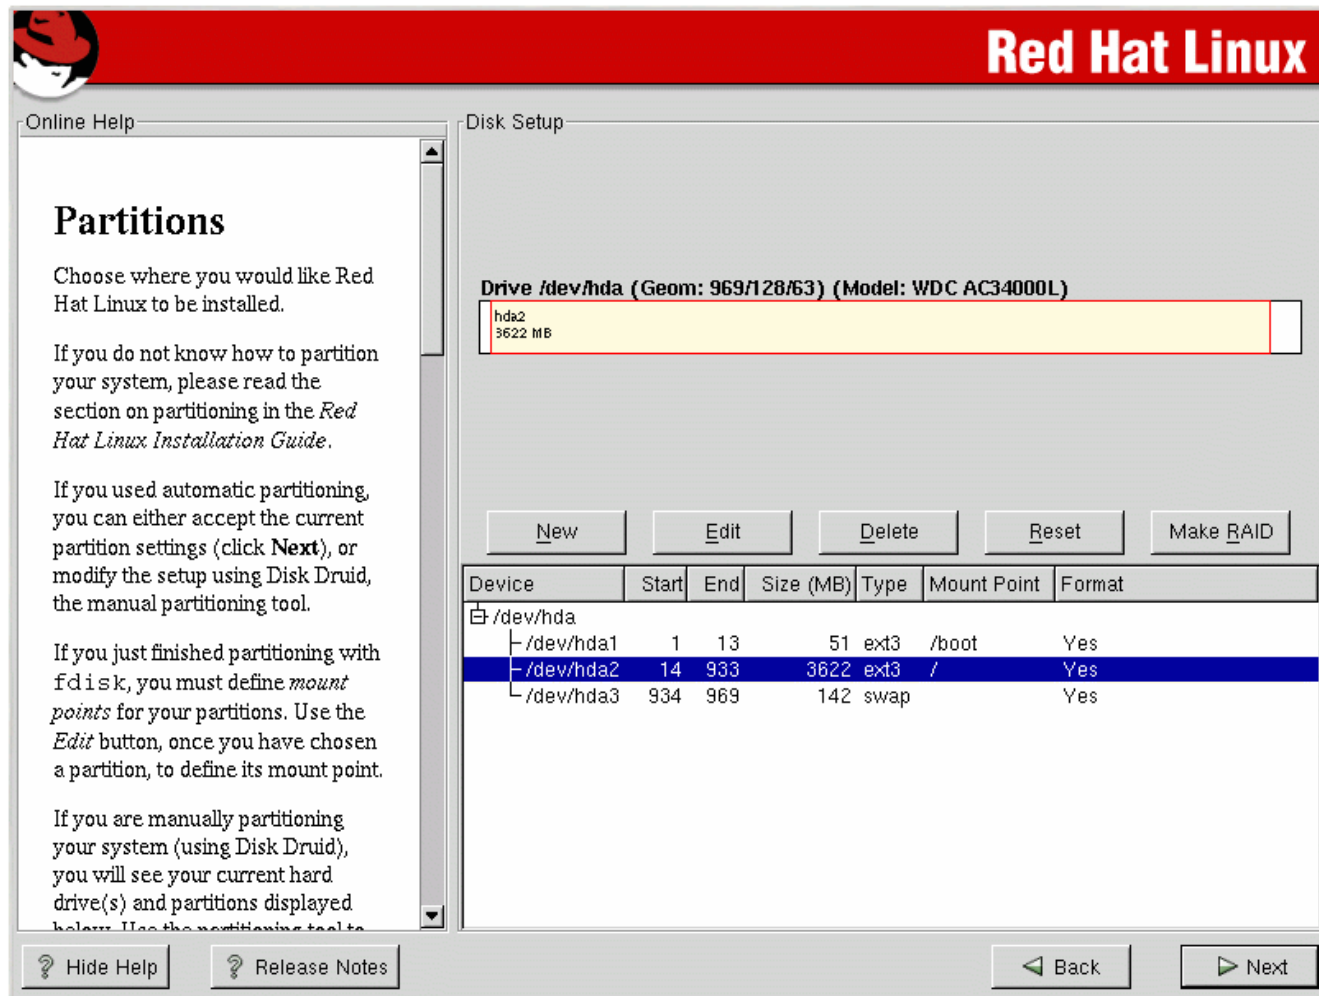 Red Hat Linux
Online Help
Partitions
Choose where you would like Red
Hat Linux to be installed.
If you do not know how to partition
your system, please read the
section on partitioning in the Red
Hat Linux Installation Guide.
If you used automatic partitioning,
you can either accept the current
partition settings (click Next), or
modify the setup using Disk Druid,
the manual partitioning tool.
If you just finished partitioning with
fdisk, you must define mount
points for your partitions. Use the
Edit button, once you have chosen
a partition, to define its mount point.
If you are manually partitioning
your system (using Disk Druid),
you will see your current hard
drive(s) and partitions displayed
below. Use the partitioning tool to
Disk Setup
Drive /dev/hda (Geom: 969/128/63) (Model: WDC AC34000L)
hda2
3622 MB
New Edit Delete Reset Make RAID
Device Start End Size (MB) Type Mount Point Format
/dev/hda
/dev/hda1 1 13 51 ext3 /boot Yes
/dev/hda2 14 933 3622 ext3 / Yes
/dev/hda3 934 969 142 swap Yes
? Hide Help ? Release Notes Back Next